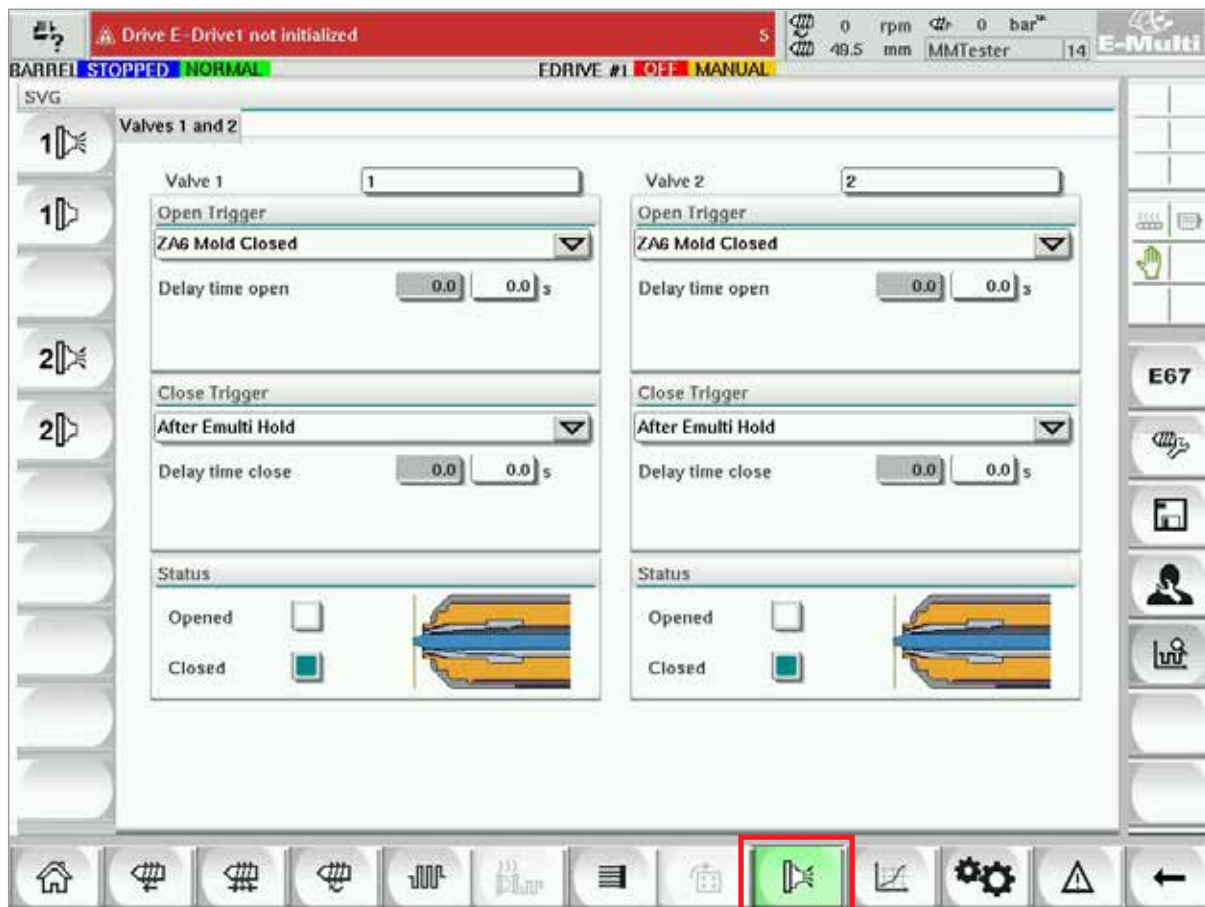 Drive E-Drive1 not initialized 5
0 rpm 0 bar
49.5 mm MMTester 14
E-Multi
BARREL STOPPED NORMAL EDRIVE #1 OFF MANUAL
SVG
Valves 1 and 2
1
1
2
2
Valve 1 1
Open Trigger
ZA6 Mold Closed
Delay time open 0.0 0.0 s
Close Trigger
After Emulti Hold
Delay time close 0.0 0.0 s
Status
Opened
Closed
Valve 2 2
Open Trigger
ZA6 Mold Closed
Delay time open 0.0 0.0 s
Close Trigger
After Emulti Hold
Delay time close 0.0 0.0 s
Status
Opened
Closed
E67